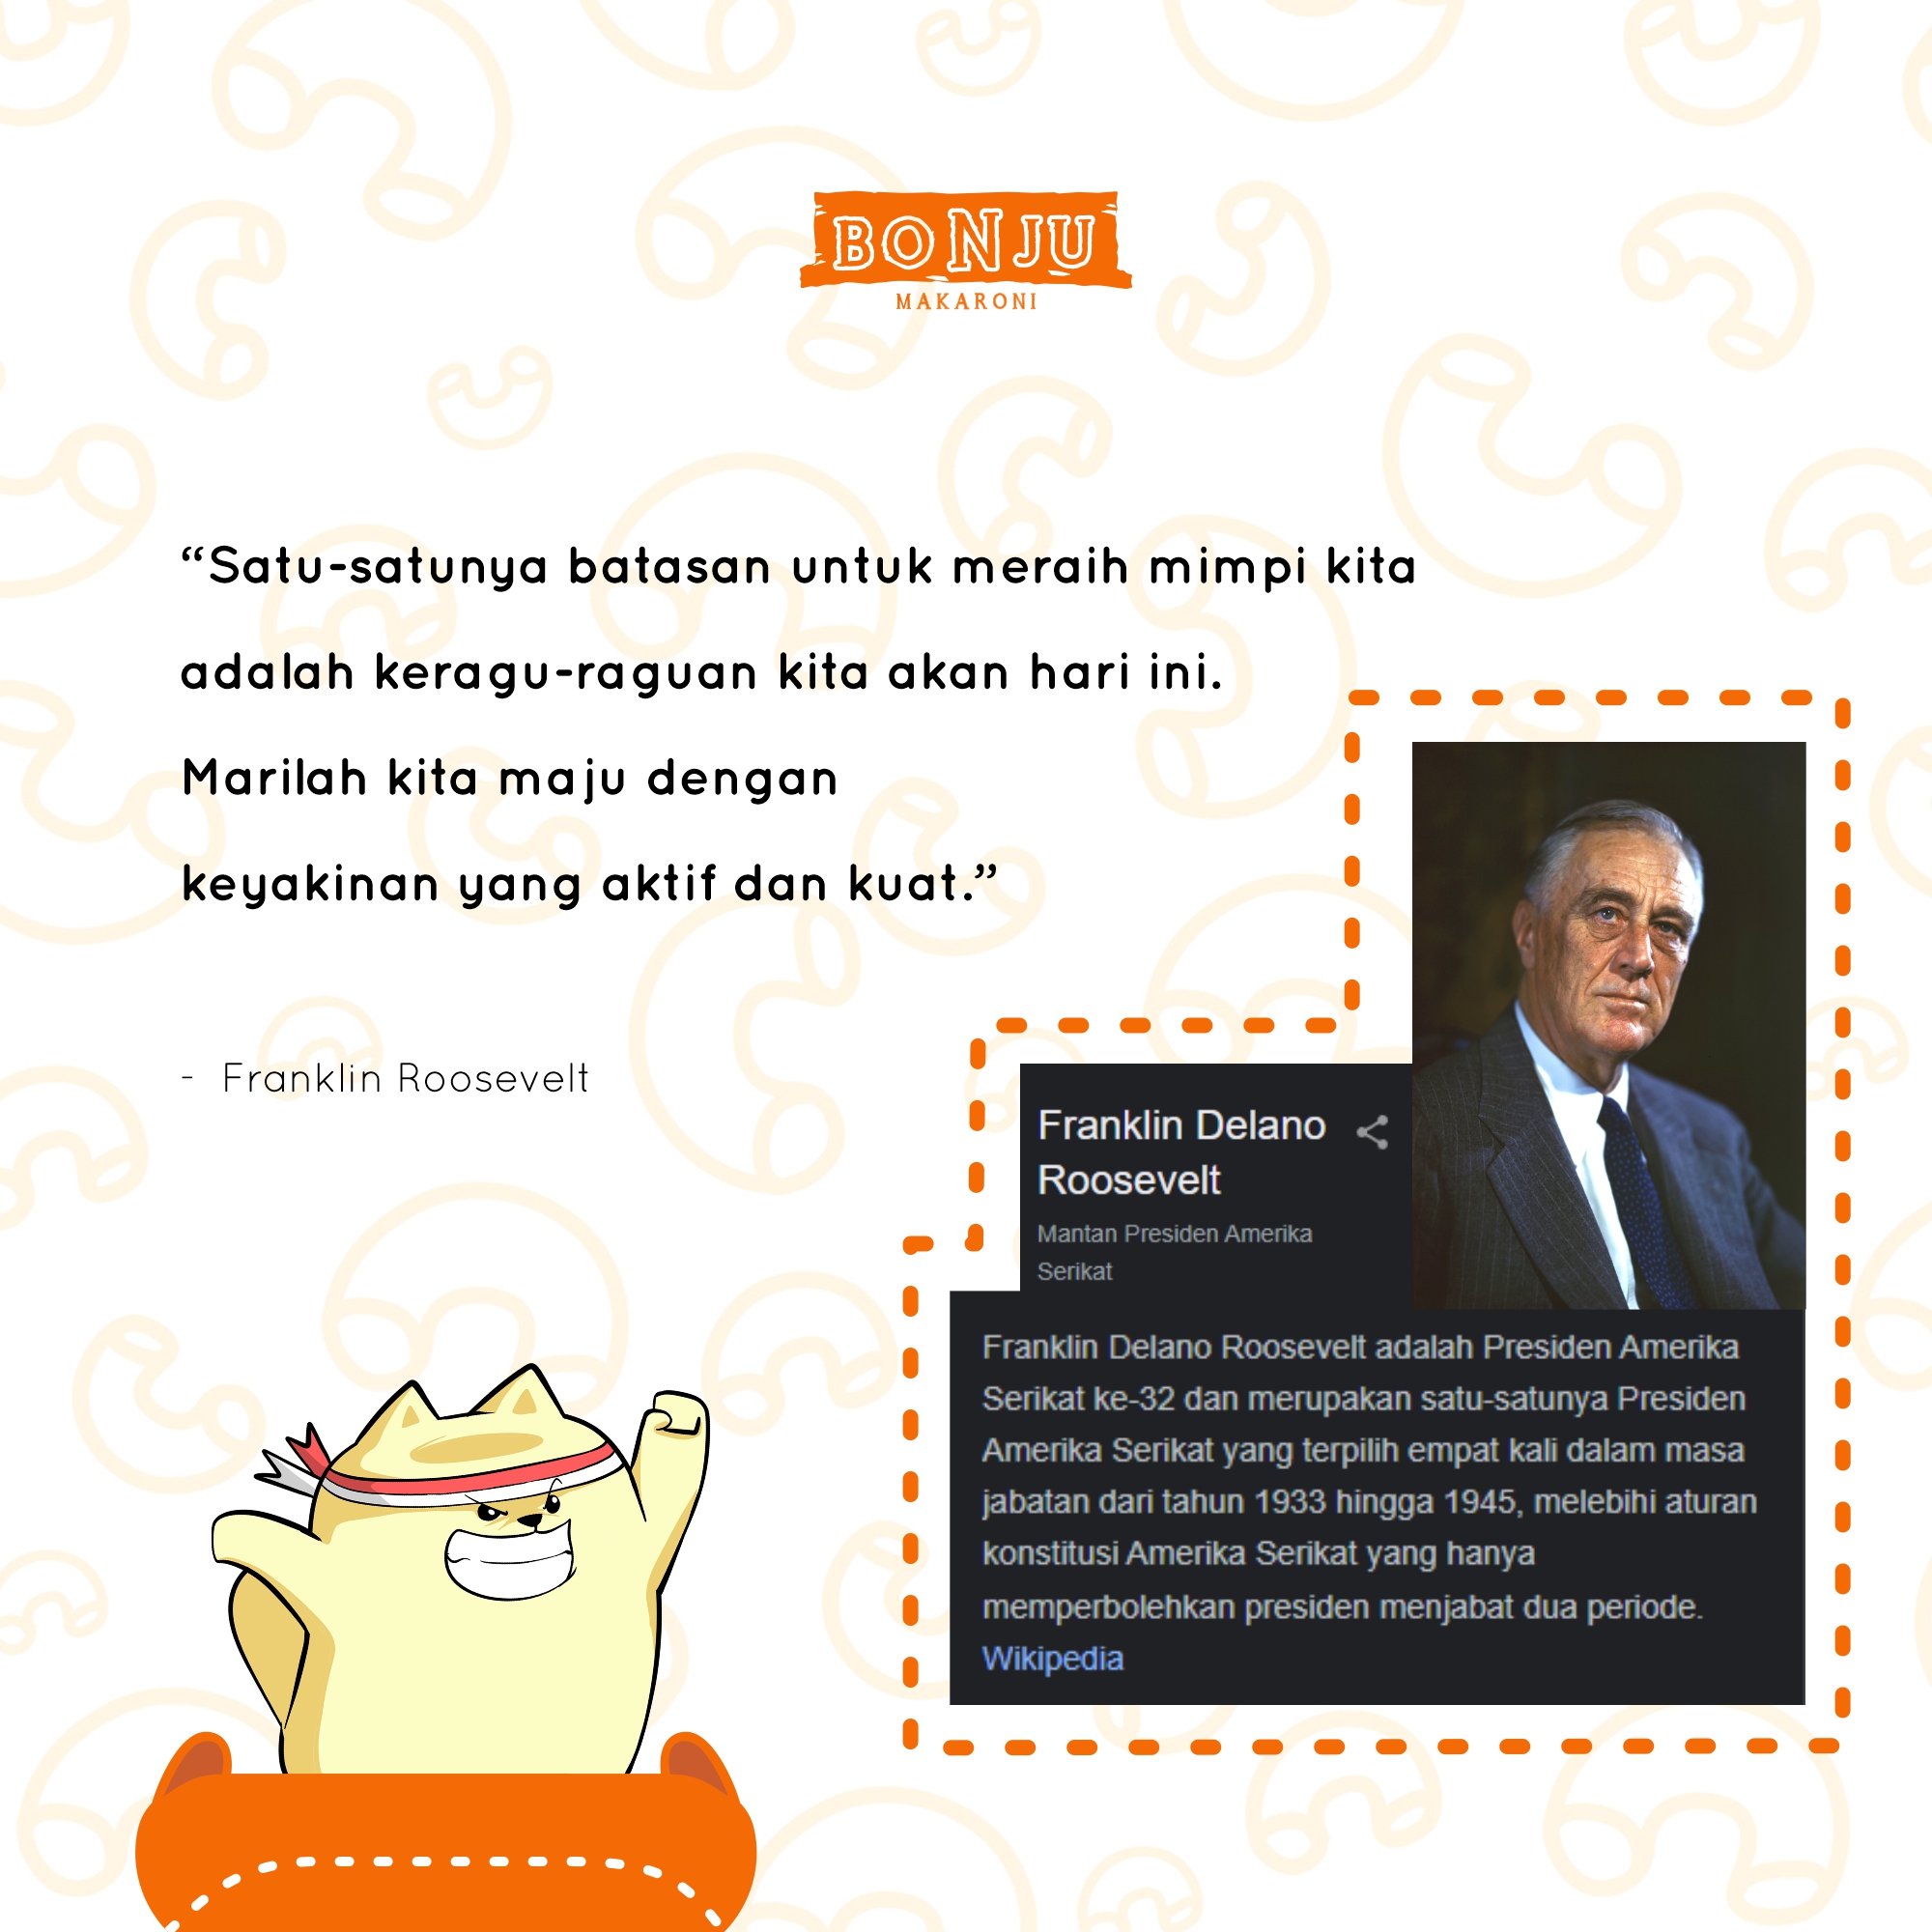 BONJU
MAKARONI
“Satu-satunya batasan untuk meraih mimpi kita
adalah keragu-raguan kita akan hari ini.
Marilah kita maju dengan
keyakinan yang aktif dan kuat.”
- Franklin Roosevelt
Franklin Delano
Roosevelt
Mantan Presiden Amerika
Serikat
Franklin Delano Roosevelt adalah Presiden Amerika
Serikat ke-32 dan merupakan satu-satunya Presiden
Amerika Serikat yang terpilih empat kali dalam masa
jabatan dari tahun 1933 hingga 1945, melebihi aturan
konstitusi Amerika Serikat yang hanya
memperbolehkan presiden menjabat dua periode.
Wikipedia